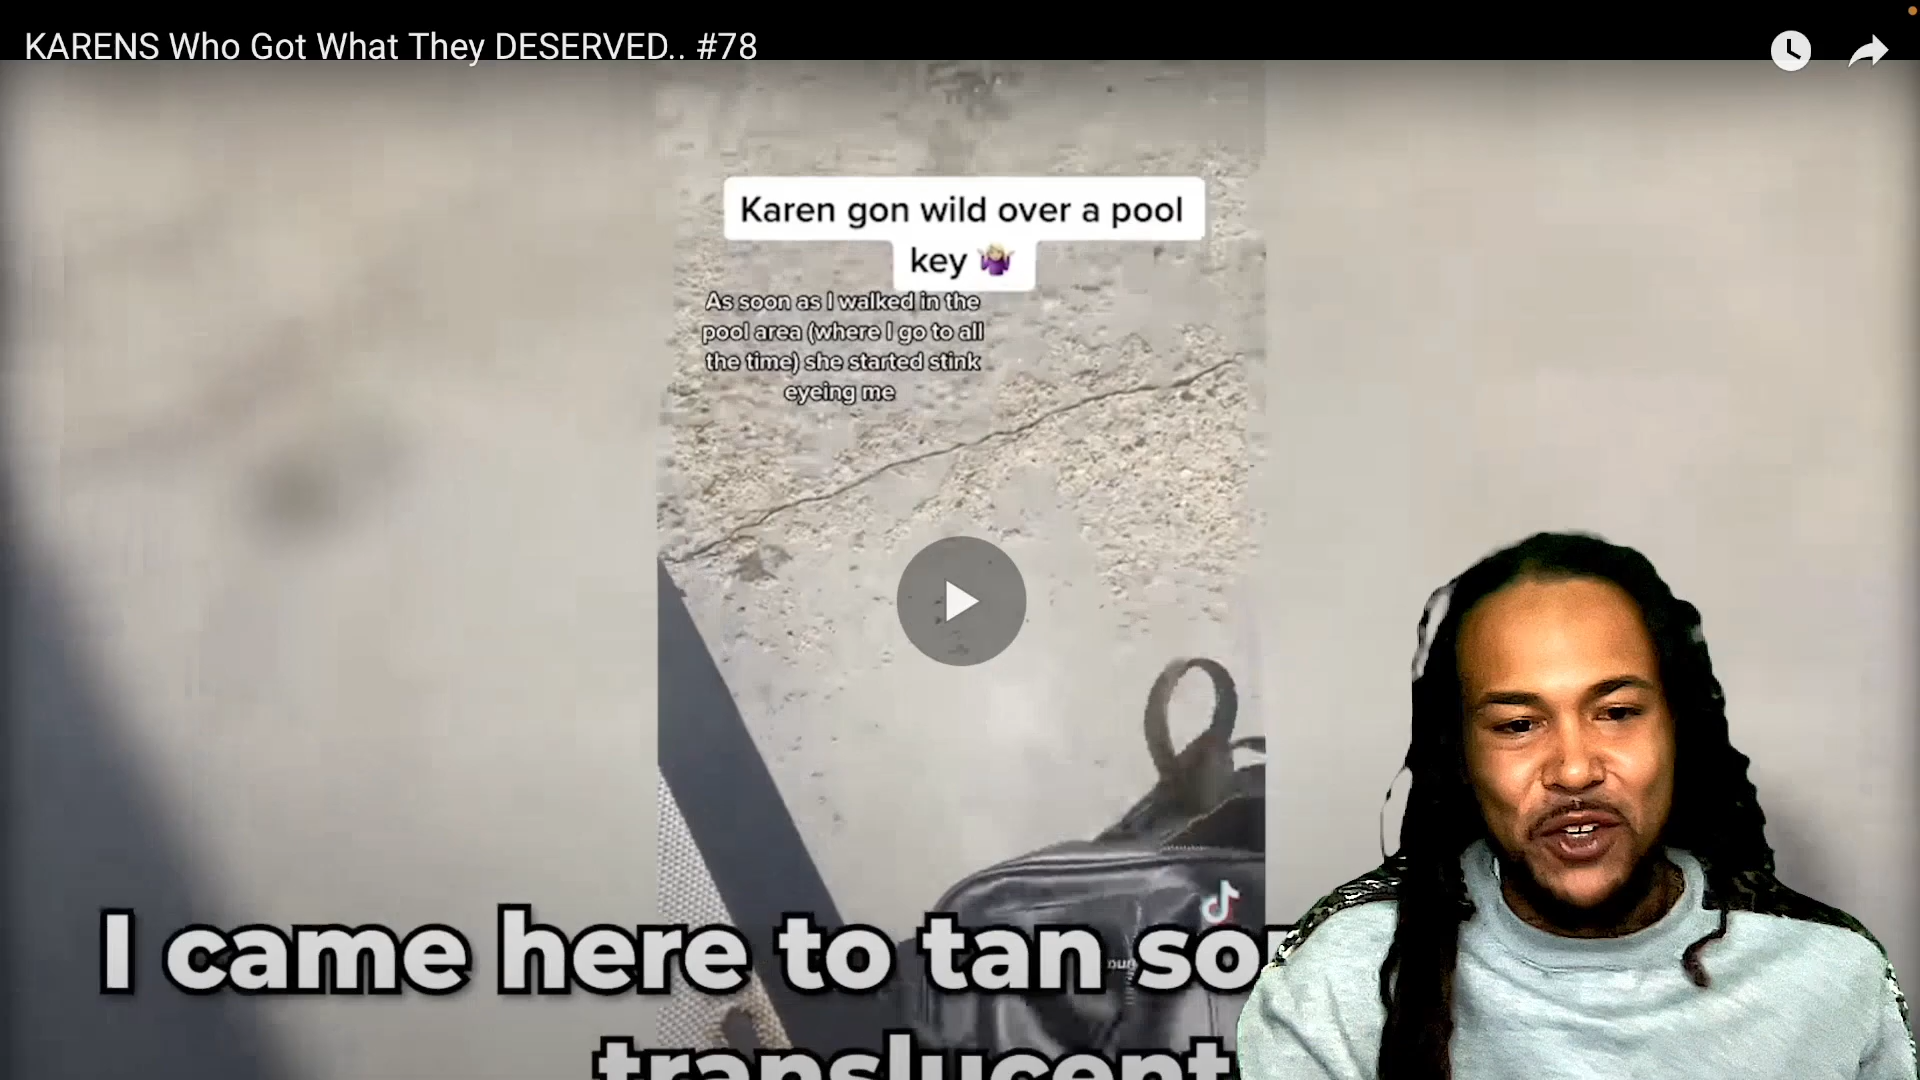 KARENS Who Got What They DESERVED.. #78
Karen gon wild over a pool
key 🤷🏼‍♀️
As soon as I walked in the
pool area (where I go to all
the time) she started stink
eyeing me
I came here to tan so
translucent